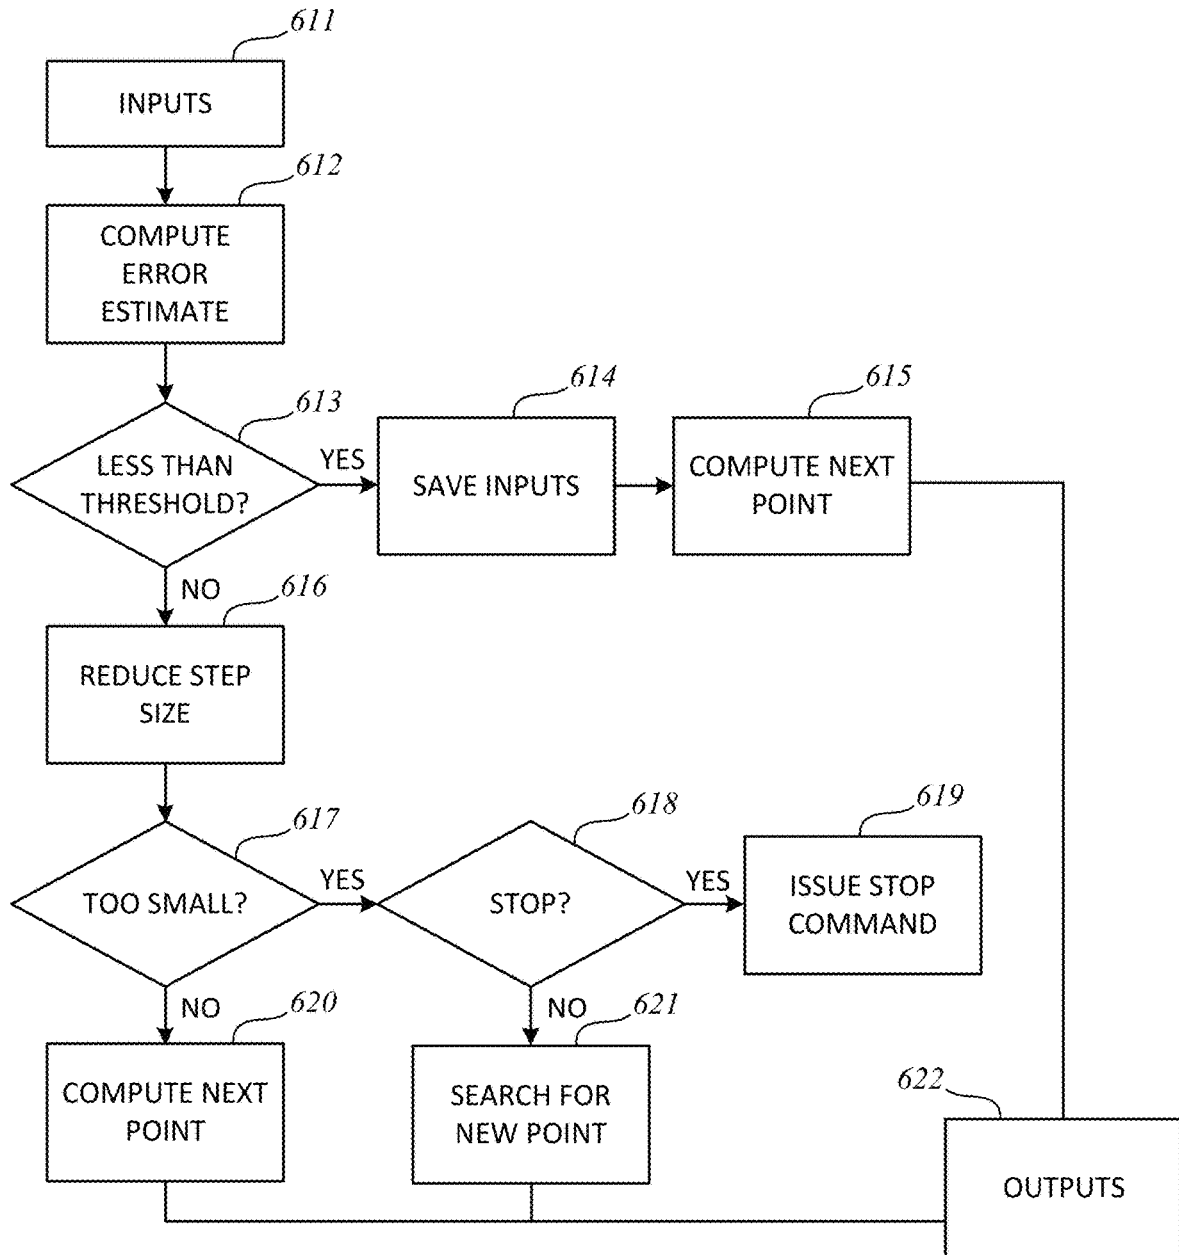 611
INPUTS
612
COMPUTE
ERROR
ESTIMATE
613
LESS THAN
THRESHOLD?
YES
614
SAVE INPUTS
615
COMPUTE NEXT
POINT
NO
616
REDUCE STEP
SIZE
617
TOO SMALL?
YES
618
STOP?
YES
619
ISSUE STOP
COMMAND
NO
620
COMPUTE NEXT
POINT
NO
621
SEARCH FOR
NEW POINT
622
OUTPUTS